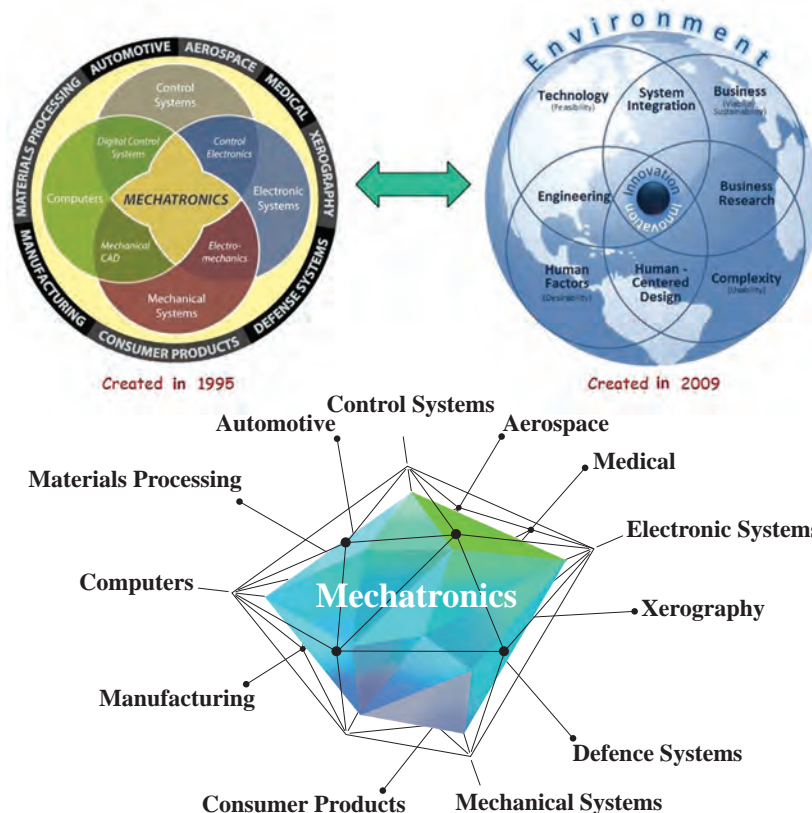 MATERIALS PROCESSING
AUTOMOTIVE
AEROSPACE
MEDICAL
XEROGRAPHY
DEFENSE SYSTEMS
CONSUMER PRODUCTS
MANUFACTURING
Control
Systems
Digital Control
Systems
Control
Electronics
Computers
MECHATRONICS
Electronic
Systems
Mechanical
CAD
Electro-
mechanics
Mechanical
Systems
Created in 1995
Environment
Technology
(Feasibility)
System
Integration
Business
Sustainability)
Engineering
Innovation
Innovation
Business
Research
Human
Factors
(Desirability)
Human -
Centered
Design
Complexity
(Usability)
Created in 2009
Control Systems
Automotive
Aerospace
Materials Processing
Medical
Electronic Systems
Computers
Mechatronics
Xerography
Manufacturing
Defence Systems
Consumer Products
Mechanical Systems